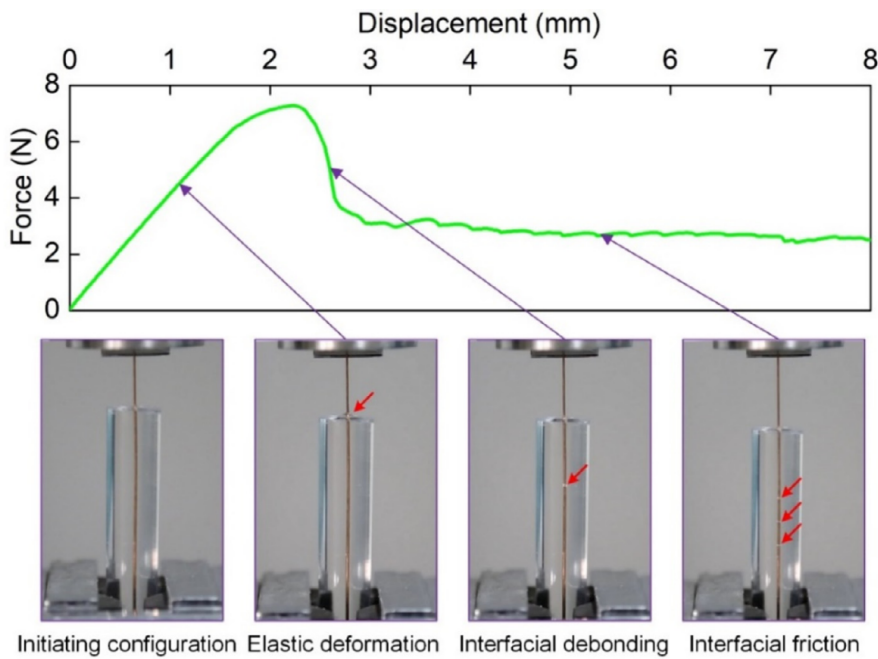 Displacement (mm)
0 1 2 3 4 5 6 7 8
8
6
4
2
0
Force (N)
Initiating configuration Elastic deformation Interfacial debonding Interfacial friction